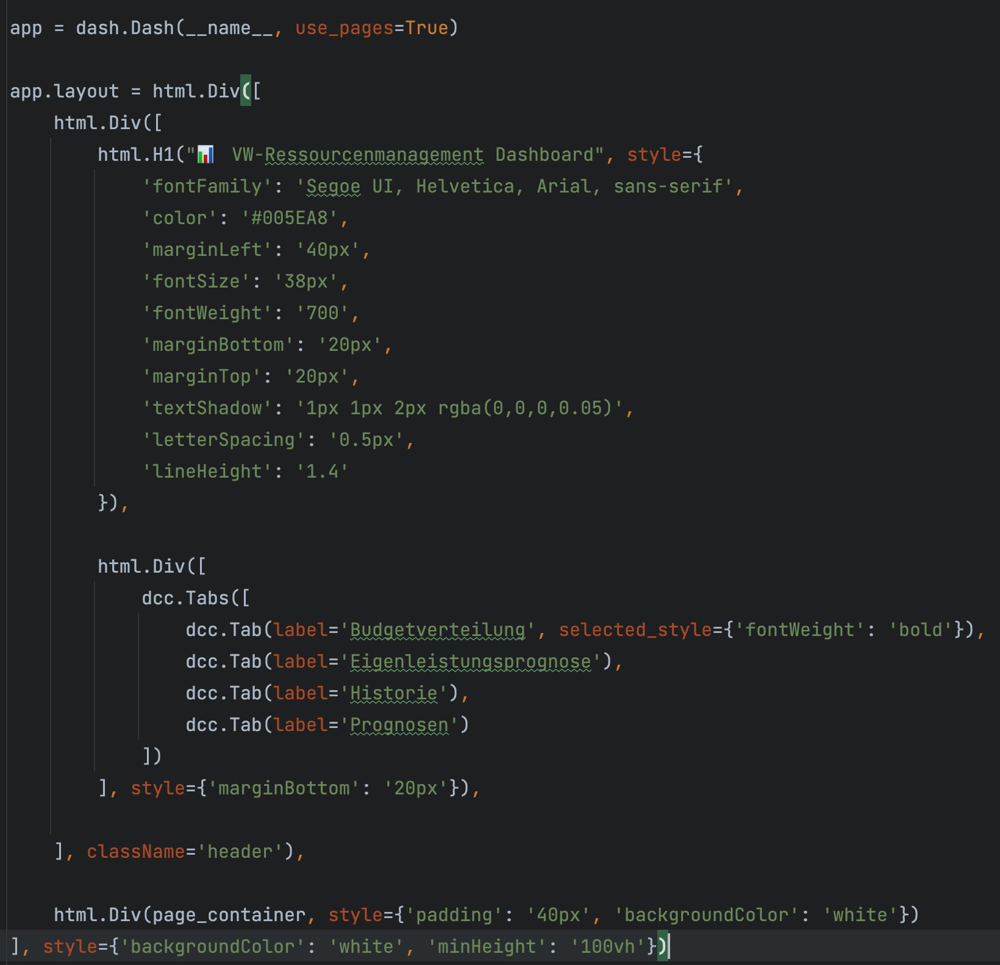 app = dash.Dash(__name__, use_pages=True)
app.layout = html.Div([
    html.Div([
        html.H1("📊 VW-Ressourcenmanagement Dashboard", style={
            'fontFamily': 'Segoe UI, Helvetica, Arial, sans-serif',
            'color': '#005EA8',
            'marginLeft': '40px',
            'fontSize': '38px',
            'fontWeight': '700',
            'marginBottom': '20px',
            'marginTop': '20px',
            'textShadow': '1px 1px 2px rgba(0,0,0,0.05)',
            'letterSpacing': '0.5px',
            'lineHeight': '1.4'
        }),
        html.Div([
            dcc.Tabs([
                dcc.Tab(label='Budgetverteilung', selected_style={'fontWeight': 'bold'}),
                dcc.Tab(label='Eigenleistungsprognose'),
                dcc.Tab(label='Historie'),
                dcc.Tab(label='Prognosen')
            ])
        ], style={'marginBottom': '20px'}),
    ], className='header'),
    html.Div(page_container, style={'padding': '40px', 'backgroundColor': 'white'})
], style={'backgroundColor': 'white', 'minHeight': '100vh'})